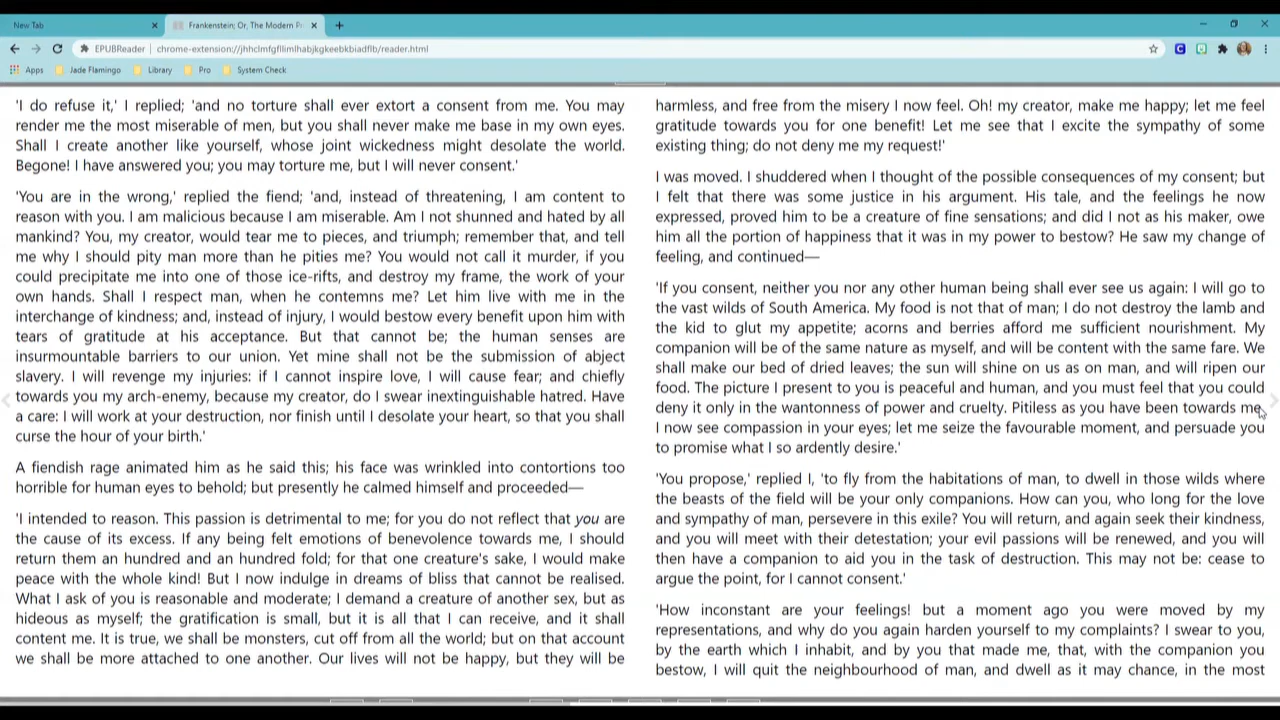 New Tab
Frankenstein; Or, The Modern Pr
EPUBReader
chrome-extension://jhhclmfgfllimlhabjkgkeebkbiadflb/reader.html
Apps
Jade Flamingo
Library
Pro
System Check
'I do refuse it,' I replied; 'and no torture shall ever extort a consent from me. You may
render me the most miserable of men, but you shall never make me base in my own eyes.
Shall I create another like yourself, whose joint wickedness might desolate the world.
Begone! I have answered you; you may torture me, but I will never consent.'
'You are in the wrong,' replied the fiend; 'and, instead of threatening, I am content to
reason with you. I am malicious because I am miserable. Am I not shunned and hated by all
mankind? You, my creator, would tear me to pieces, and triumph; remember that, and tell
me why I should pity man more than he pities me? You would not call it murder, if you
could precipitate me into one of those ice-rifts, and destroy my frame, the work of your
own hands. Shall I respect man, when he contemns me? Let him live with me in the
interchange of kindness; and, instead of injury, I would bestow every benefit upon him with
tears of gratitude at his acceptance. But that cannot be; the human senses are
insurmountable barriers to our union. Yet mine shall not be the submission of abject
slavery. I will revenge my injuries: if I cannot inspire love, I will cause fear; and chiefly
towards you my arch-enemy, because my creator, do I swear inextinguishable hatred. Have
a care: I will work at your destruction, nor finish until I desolate your heart, so that you shall
curse the hour of your birth.'
A fiendish rage animated him as he said this; his face was wrinkled into contortions too
horrible for human eyes to behold; but presently he calmed himself and proceeded—
'I intended to reason. This passion is detrimental to me; for you do not reflect that you are
the cause of its excess. If any being felt emotions of benevolence towards me, I should
return them an hundred and an hundred fold; for that one creature's sake, I would make
peace with the whole kind! But I now indulge in dreams of bliss that cannot be realised.
What I ask of you is reasonable and moderate; I demand a creature of another sex, but as
hideous as myself; the gratification is small, but it is all that I can receive, and it shall
content me. It is true, we shall be monsters, cut off from all the world; but on that account
we shall be more attached to one another. Our lives will not be happy, but they will be
harmless, and free from the misery I now feel. Oh! my creator, make me happy; let me feel
gratitude towards you for one benefit! Let me see that I excite the sympathy of some
existing thing; do not deny me my request!'
I was moved. I shuddered when I thought of the possible consequences of my consent; but
I felt that there was some justice in his argument. His tale, and the feelings he now
expressed, proved him to be a creature of fine sensations; and did I not as his maker, owe
him all the portion of happiness that it was in my power to bestow? He saw my change of
feeling, and continued—
'If you consent, neither you nor any other human being shall ever see us again: I will go to
the vast wilds of South America. My food is not that of man; I do not destroy the lamb and
the kid to glut my appetite; acorns and berries afford me sufficient nourishment. My
companion will be of the same nature as myself, and will be content with the same fare. We
shall make our bed of dried leaves; the sun will shine on us as on man, and will ripen our
food. The picture I present to you is peaceful and human, and you must feel that you could
deny it only in the wantonness of power and cruelty. Pitiless as you have been towards me,
I now see compassion in your eyes; let me seize the favourable moment, and persuade you
to promise what I so ardently desire.'
'You propose,' replied I, 'to fly from the habitations of man, to dwell in those wilds where
the beasts of the field will be your only companions. How can you, who long for the love
and sympathy of man, persevere in this exile? You will return, and again seek their kindness,
and you will meet with their detestation; your evil passions will be renewed, and you will
then have a companion to aid you in the task of destruction. This may not be: cease to
argue the point, for I cannot consent.'
'How inconstant are your feelings! but a moment ago you were moved by my
representations, and why do you again harden yourself to my complaints? I swear to you,
by the earth which I inhabit, and by you that made me, that, with the companion you
bestow, I will quit the neighbourhood of man, and dwell as it may chance, in the most